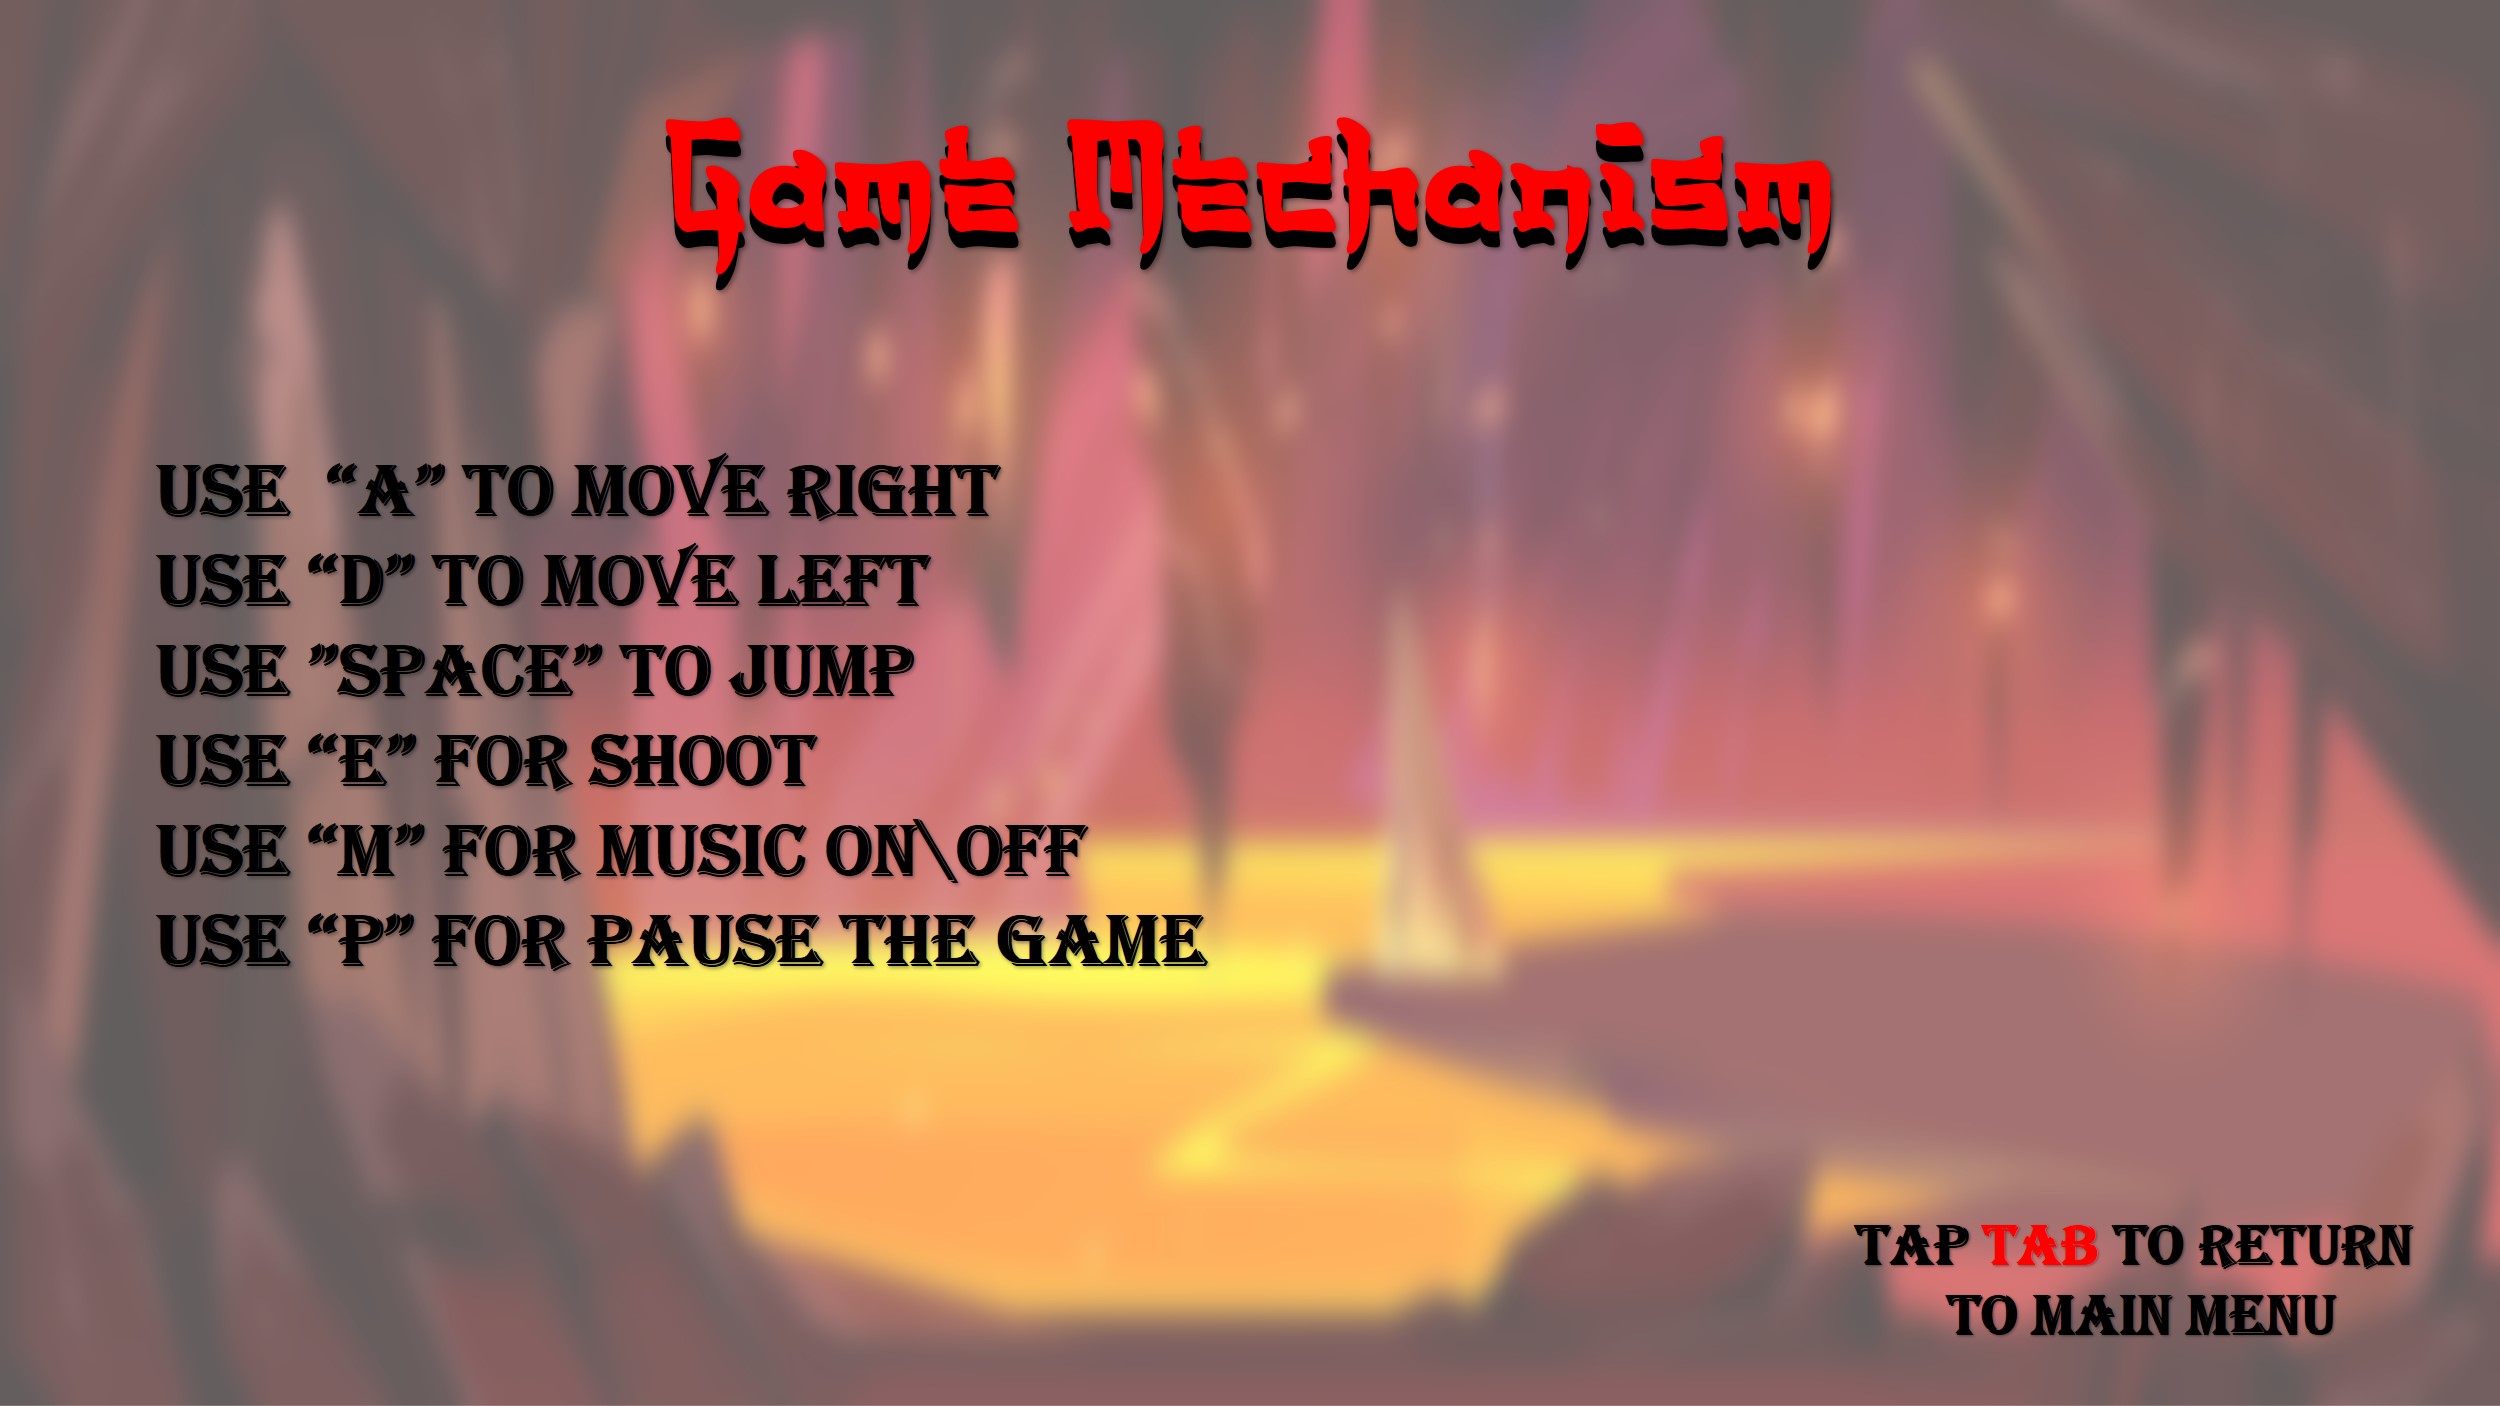 Game Mechanism
USE “A” TO MOVE RIGHT
USE “D” TO MOVE LEFT
USE ”SPACE” TO JUMP
USE “E” FOR SHOOT
USE “M” FOR MUSIC ON\OFF
USE “P” FOR PAUSE THE GAME
TAP TAB TO RETURN
TO MAIN MENU